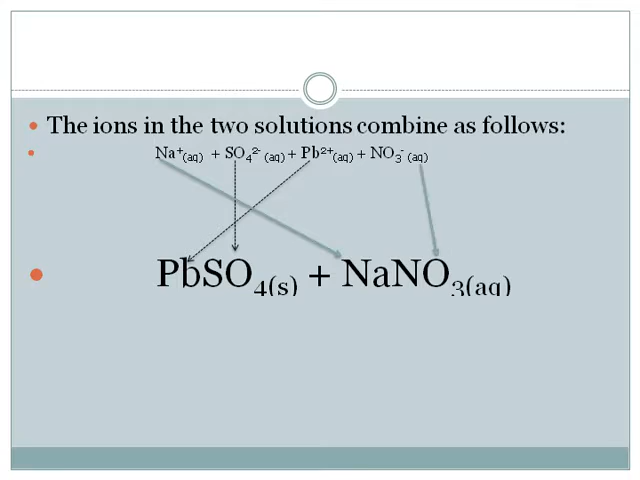 The ions in the two solutions combine as follows:
Na⁺(aq) + SO₄²⁻ (aq) + Pb²⁺(aq) + NO₃⁻ (aq)
PbSO₄(s) + NaNO₃(aq)